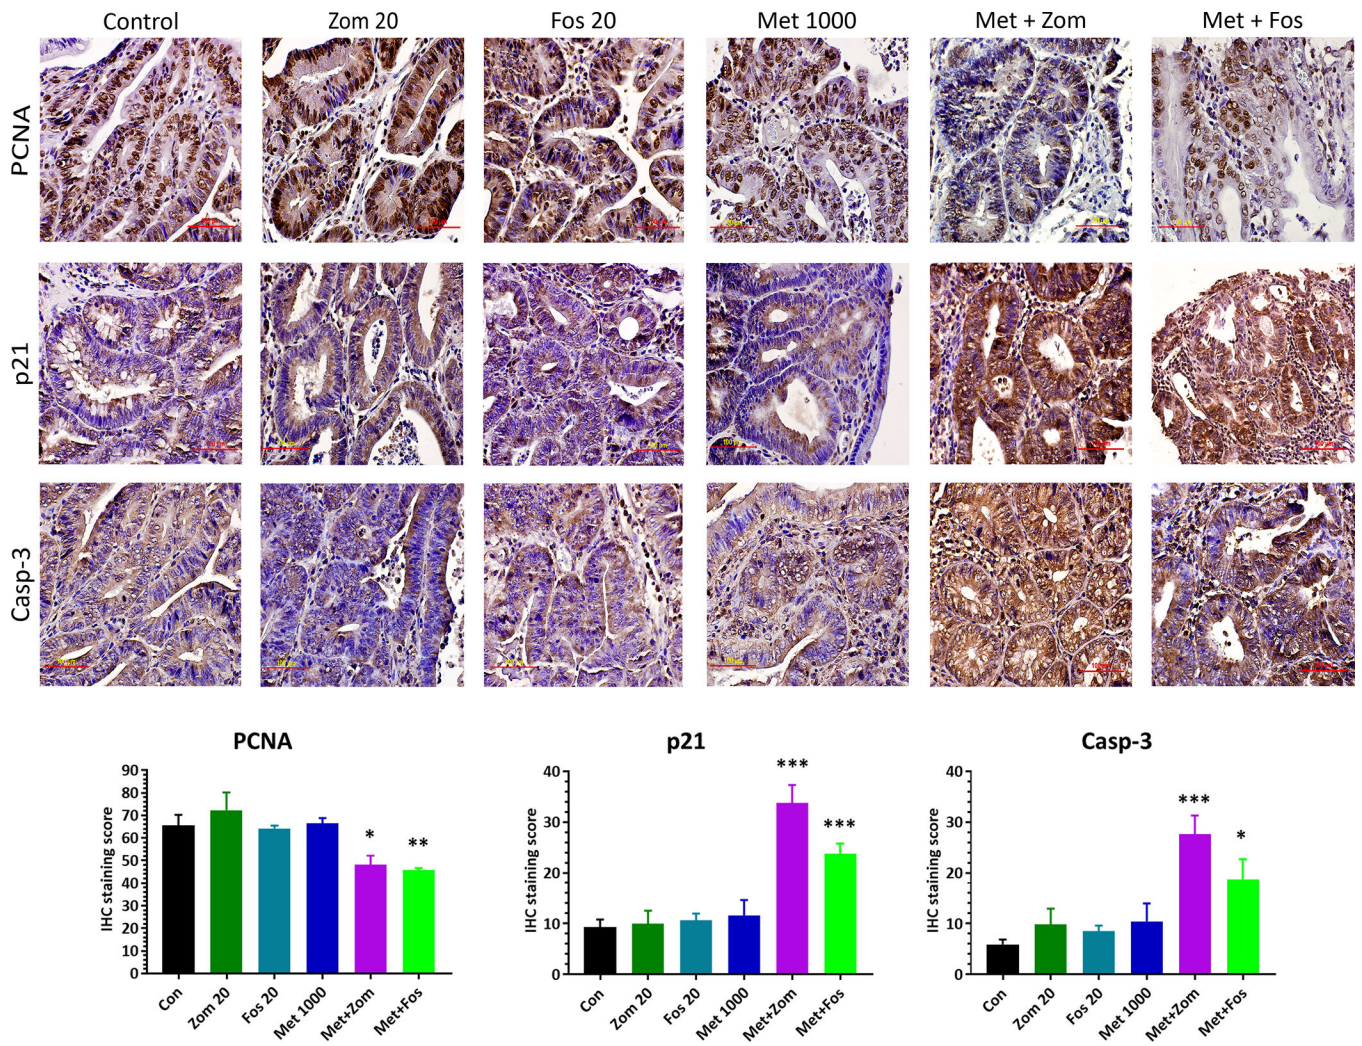 Control Zom 20 Fos 20 Met 1000 Met + Zom Met + Fos
PCNA
p21
Casp-3
PCNA
IHC staining score
90
80
70
60
50
40
30
20
10
0
*
**
Con Zom 20 Fos 20 Met 1000 Met+Zom Met+Fos
p21
IHC staining score
40
30
20
10
0
***
***
Con Zom 20 Fos 20 Met 1000 Met+Zom Met+Fos
Casp-3
IHC staining score
40
30
20
10
0
***
*
Con Zom 20 Fos 20 Met 1000 Met+Zom Met+Fos